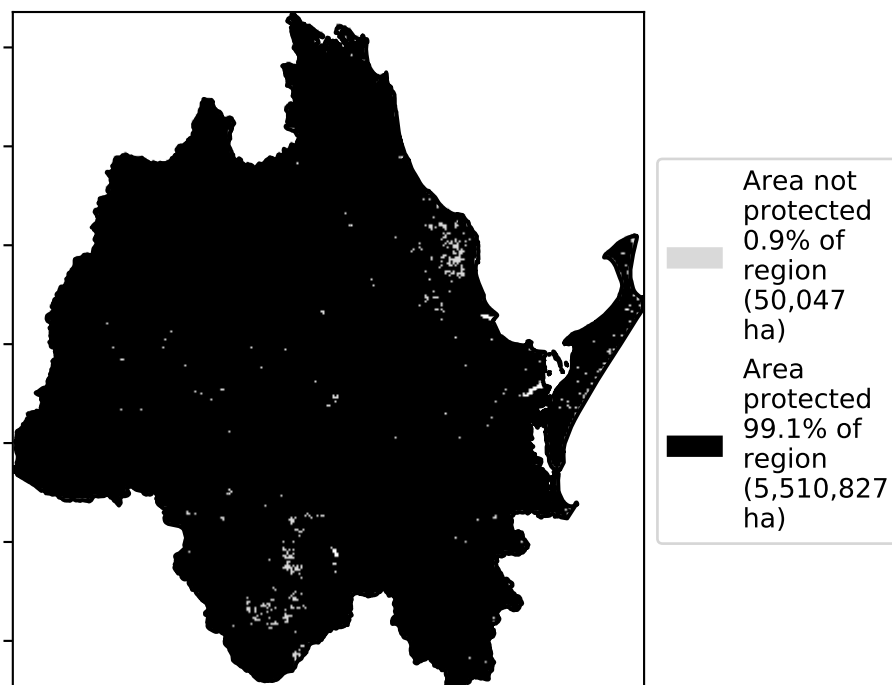 Area not
protected
0.9% of
region
(50,047
ha)
Area
protected
99.1% of
region
(5,510,827
ha)